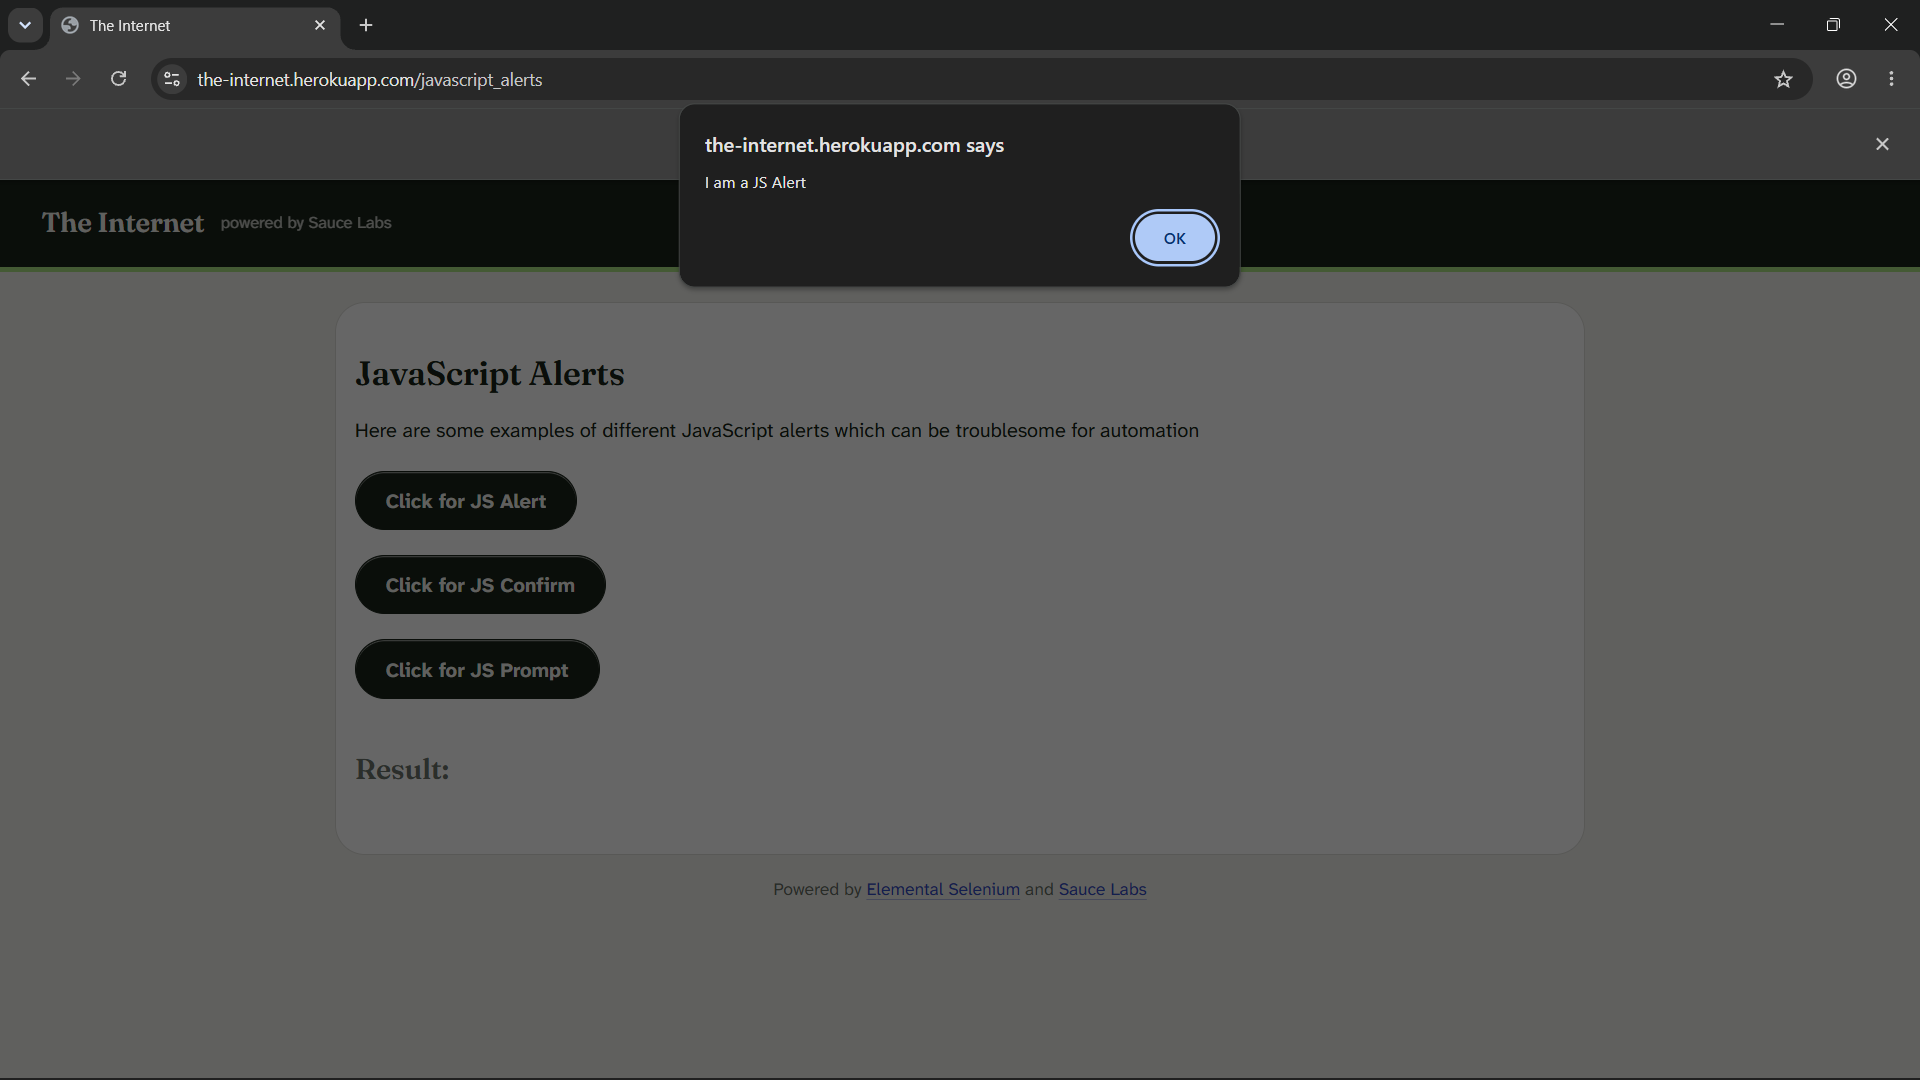 The Internet
the-internet.herokuapp.com/javascript_alerts
the-internet.herokuapp.com says
I am a JS Alert
OK
The Internet powered by Sauce Labs
JavaScript Alerts
Here are some examples of different JavaScript alerts which can be troublesome for automation
Click for JS Alert
Click for JS Confirm
Click for JS Prompt
Result:
Powered by Elemental Selenium and Sauce Labs